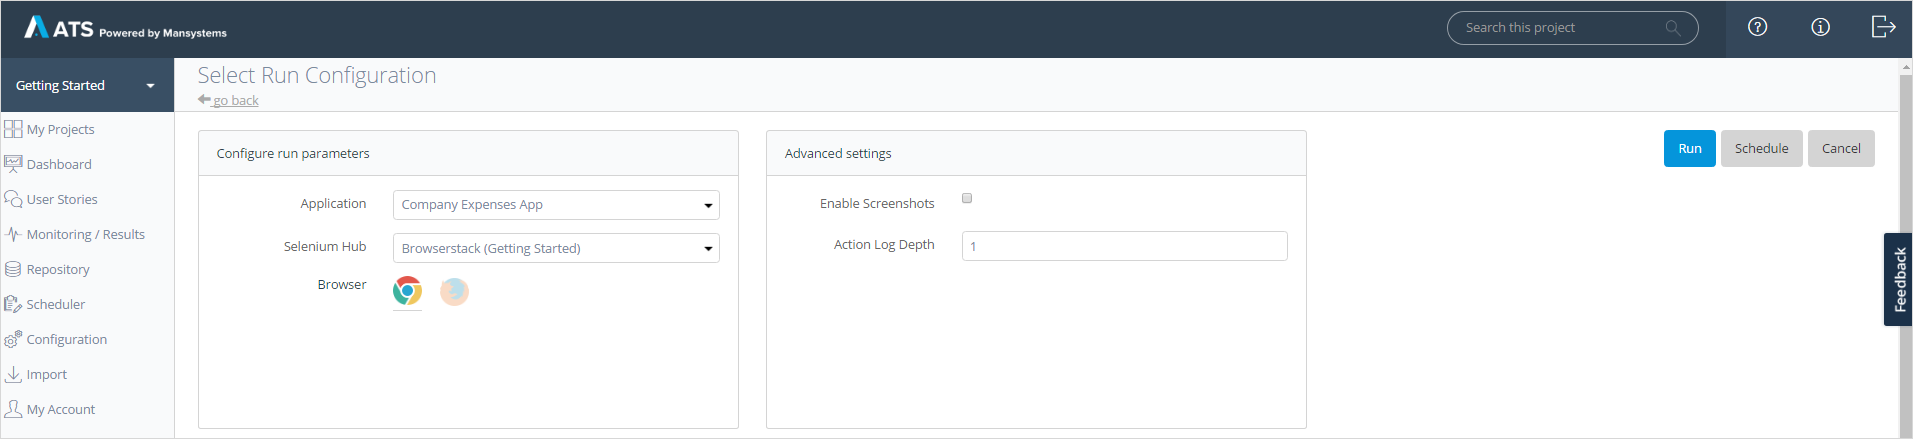 ATS Powered by Mansystems
Search this project
Getting Started
Select Run Configuration
go back
My Projects
Dashboard
User Stories
Monitoring / Results
Repository
Scheduler
Configuration
Import
My Account
Configure run parameters
Application
Company Expenses App
Selenium Hub
Browserstack (Getting Started)
Browser
Advanced settings
Enable Screenshots
Action Log Depth
1
Run
Schedule
Cancel
Feedback